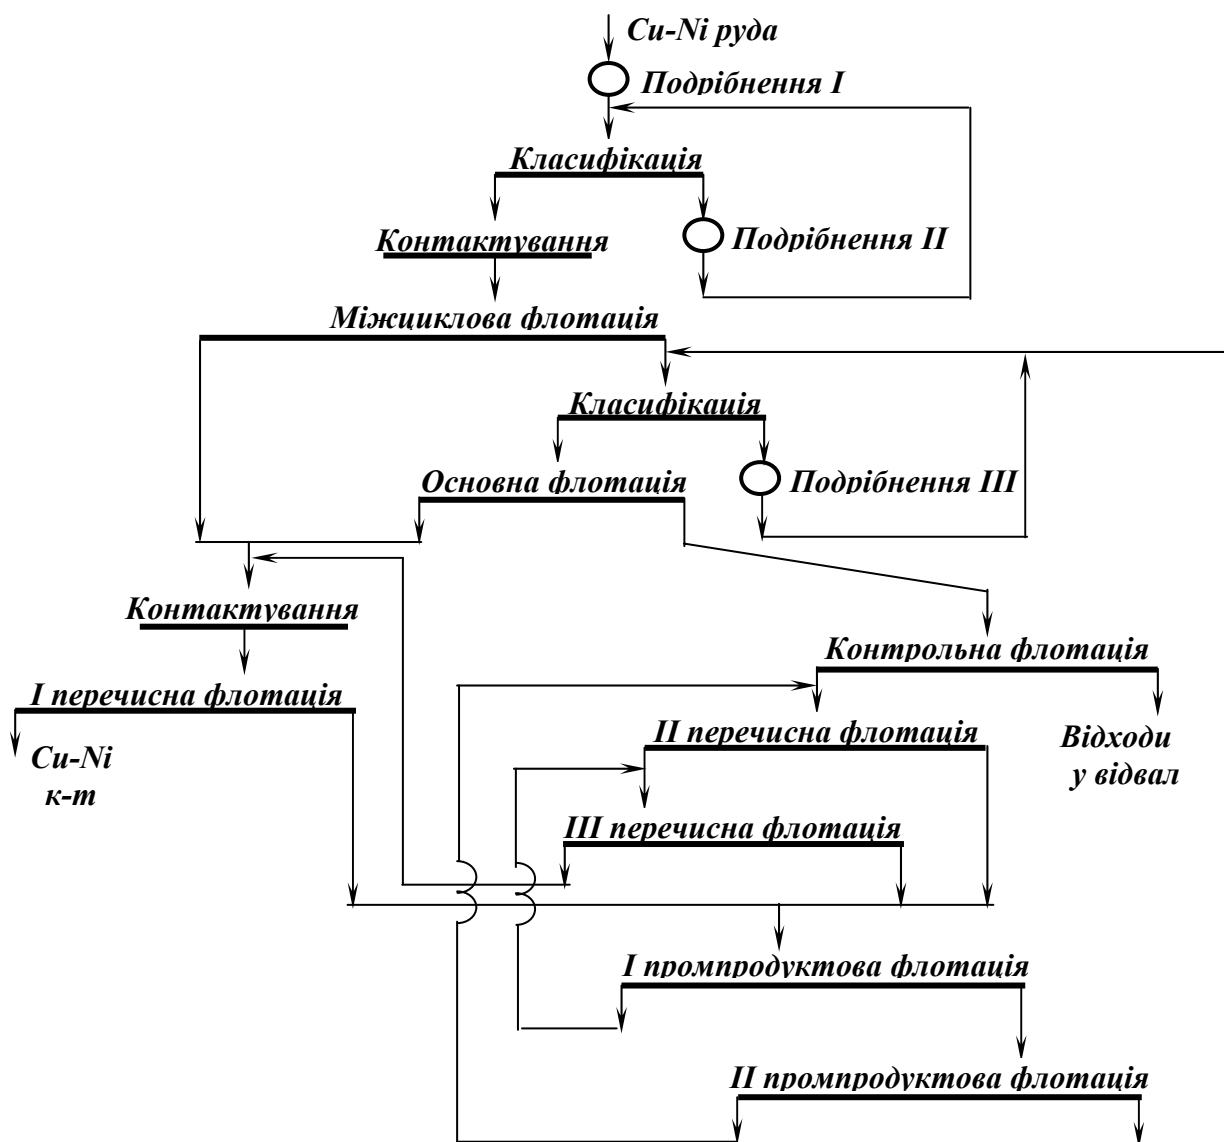 Cu-Ni руда
Подрібнення I
Класифікація
Контактування
Подрібнення II
Міжциклова флотація
Класифікація
Основна флотація
Подрібнення III
Контактування
Контрольна флотація
I перечисна флотація
II перечисна флотація
Відходи
у відвал
Cu-Ni
к-т
III перечисна флотація
I промпродуктова флотація
II промпродуктова флотація